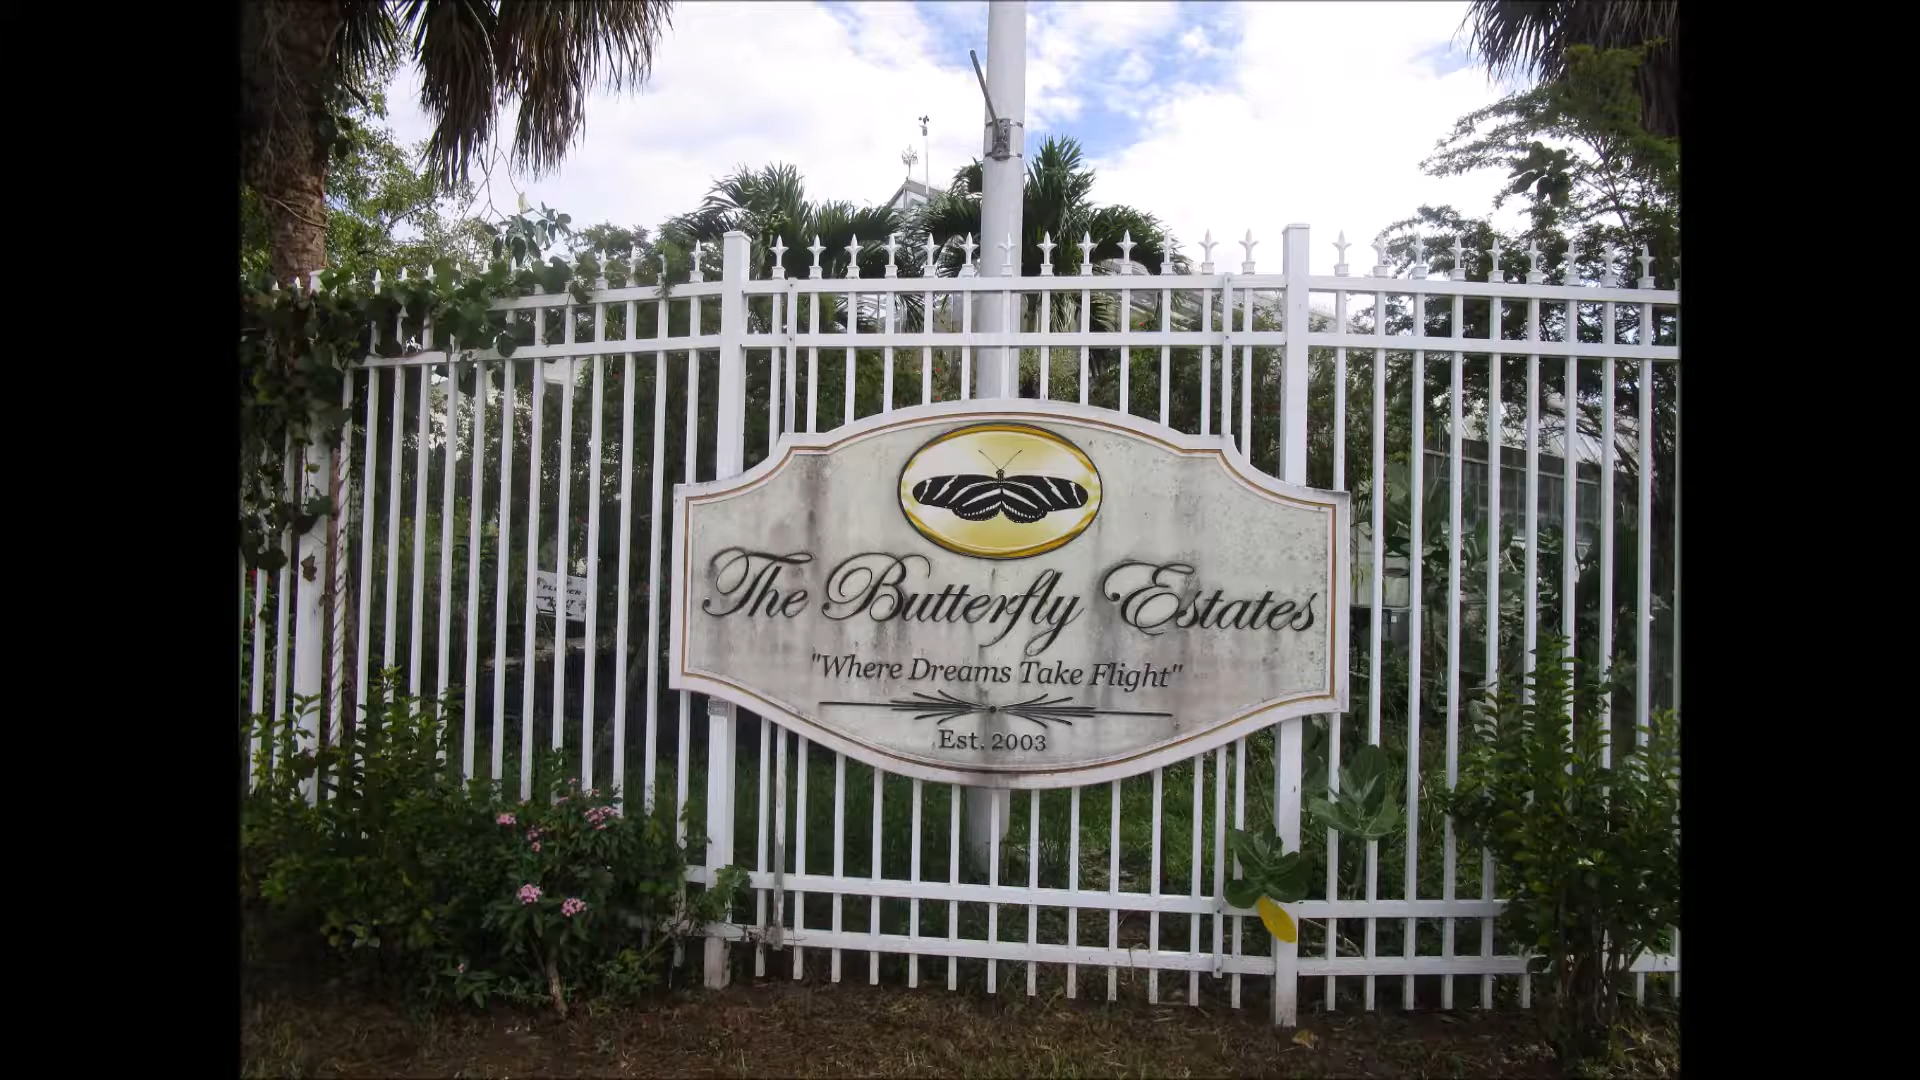 The Butterfly Estates
"Where Dreams Take Flight"
Est. 2003